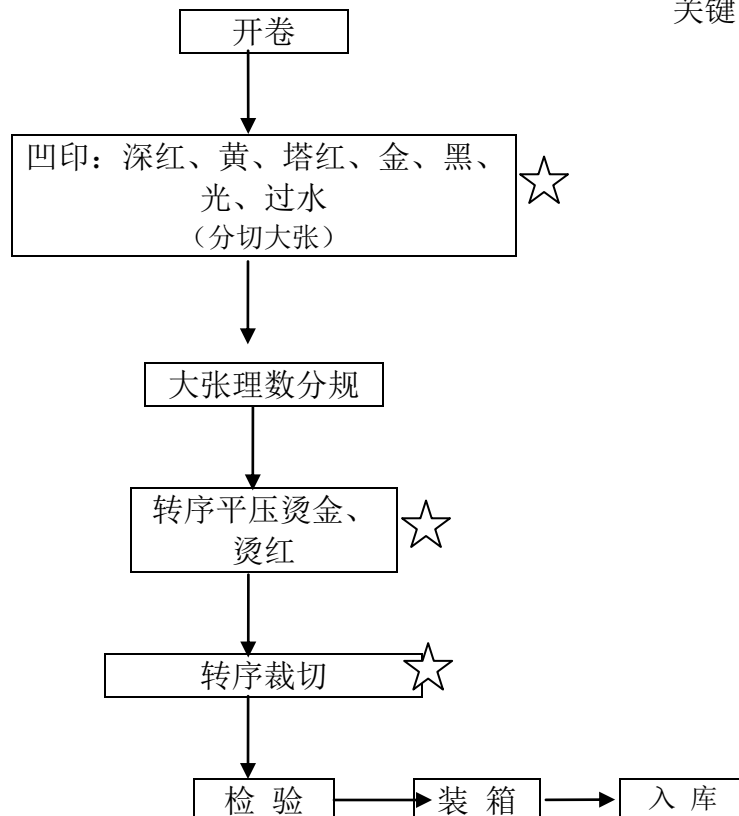 关键
开卷
凹印：深红、黄、塔红、金、黑、
光、过水
（分切大张）
大张理数分规
转序平压烫金、
烫红
转序裁切
检 验
装 箱
入 库